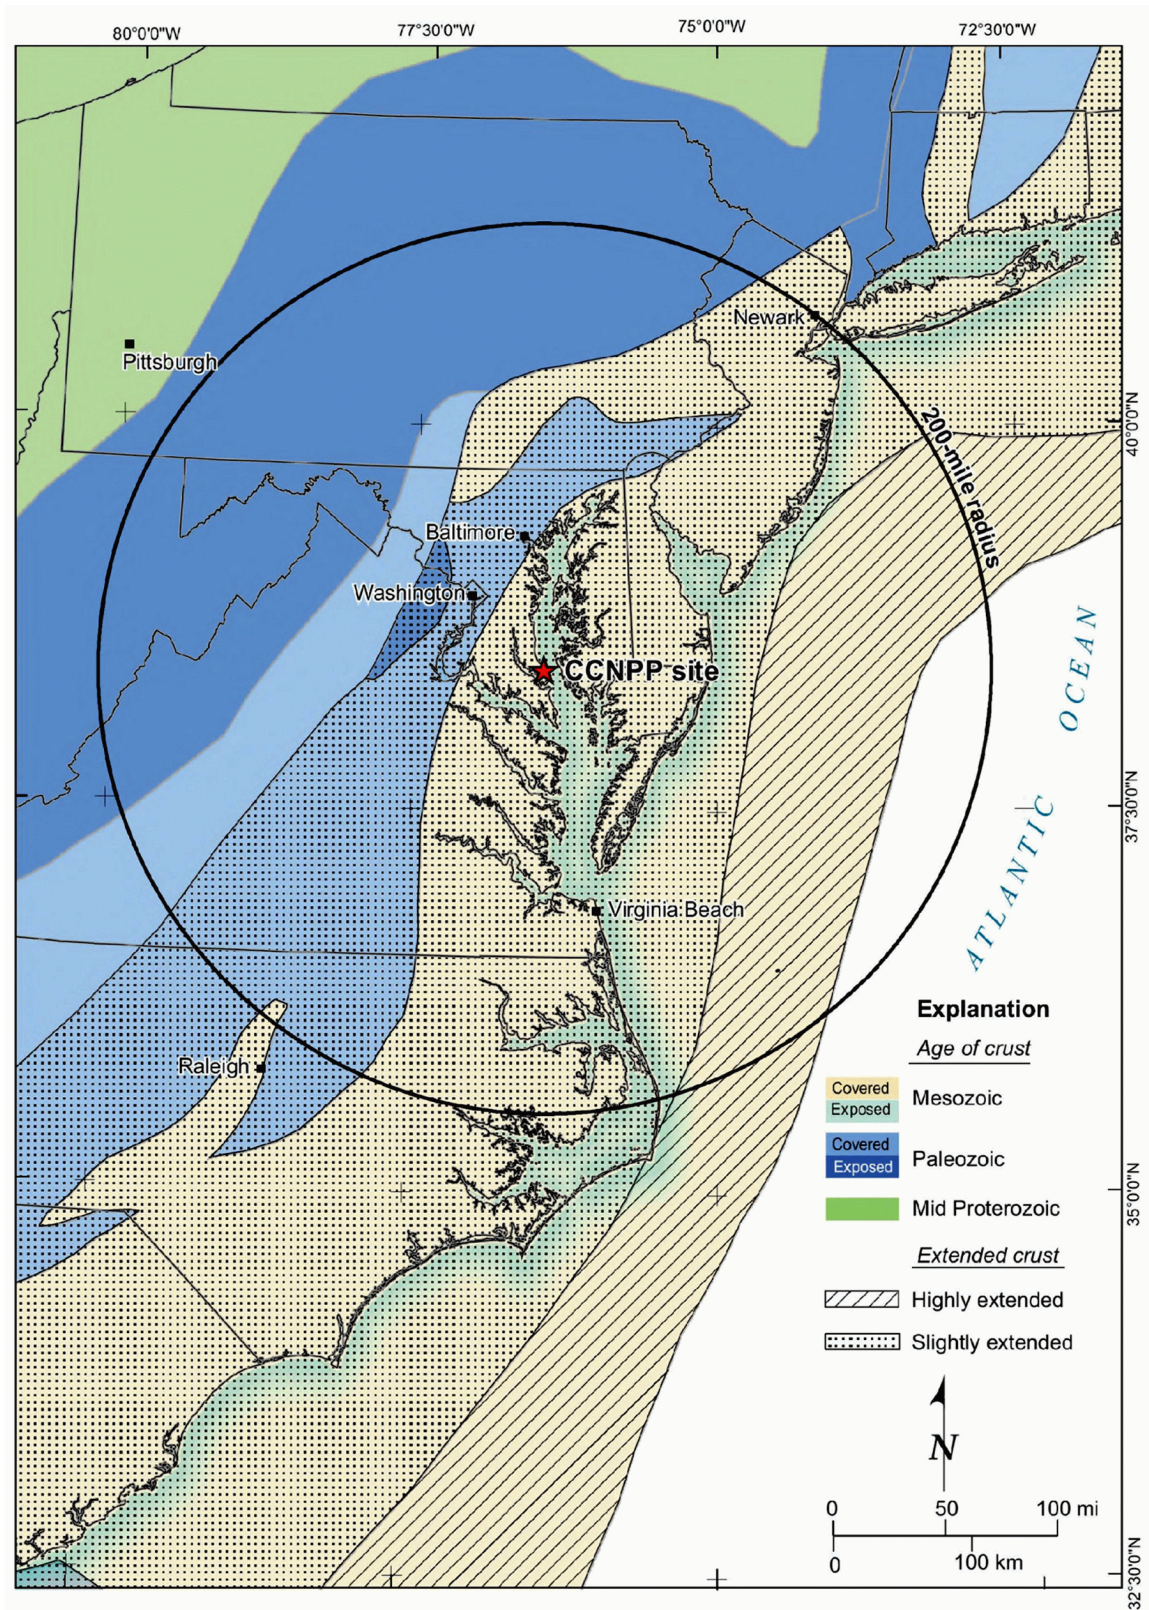 80°0'0"W 77°30'0"W 75°0'0"W 72°30'0"W
Newark
Pittsburgh
200-mile radius
40°0'0"N
Baltimore
Washington
CCNPP site
ATLANTIC OCEAN
37°30'0"N
Virginia Beach
Raleigh
35°0'0"N
Explanation
Age of crust
Covered
Exposed
Mesozoic
Covered
Exposed
Paleozoic
Mid Proterozoic
Extended crust
Highly extended
Slightly extended
N
0 50 100 mi
0 100 km
32°30'0"N